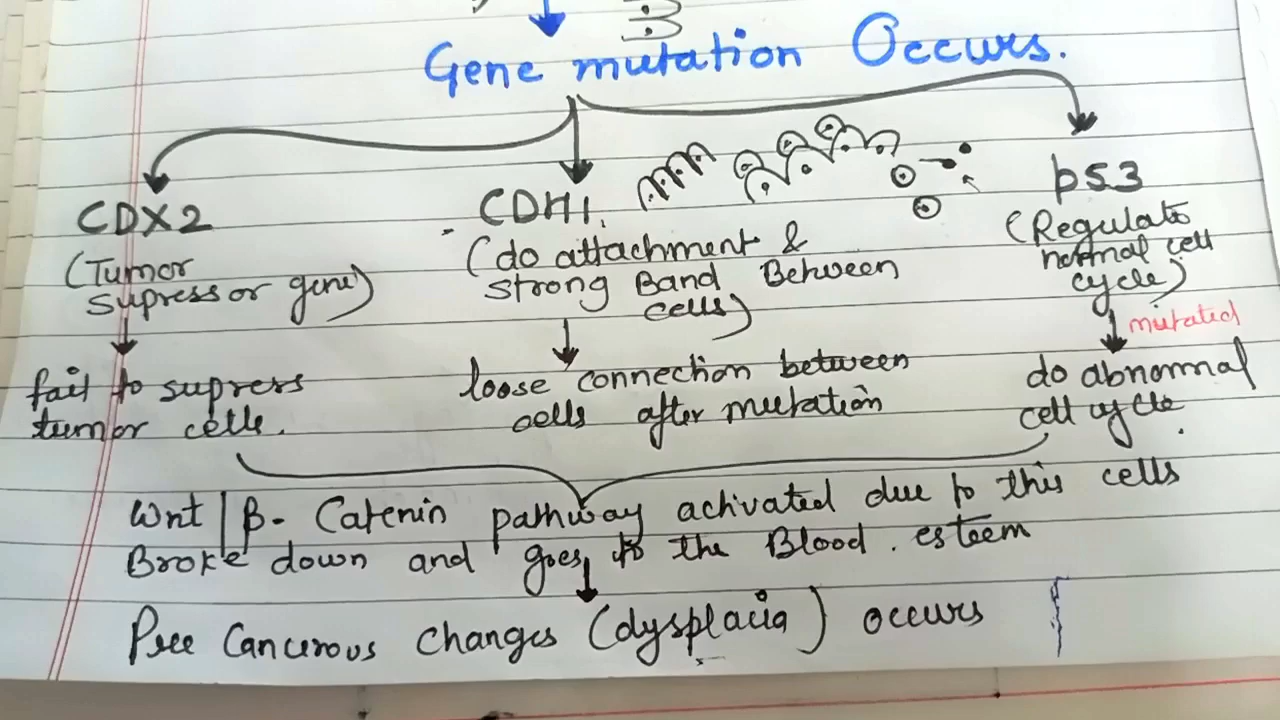 Gene mutation Occurs.
CDX2
(Tumor
supressor gene)
fail to supress
tumor cells.
CDH1
(do attachment &
strong Band Between
cells)
loose connection between
cells after mutation
p53
(Regulate
normal cell
cycle)
mutated
do abnormal
cell cycle.
Wnt/β-Catenin pathway activated due to this cells
Broke down and goes to the Blood. esteem
Pree Cancerous changes (dysplacia) occurs